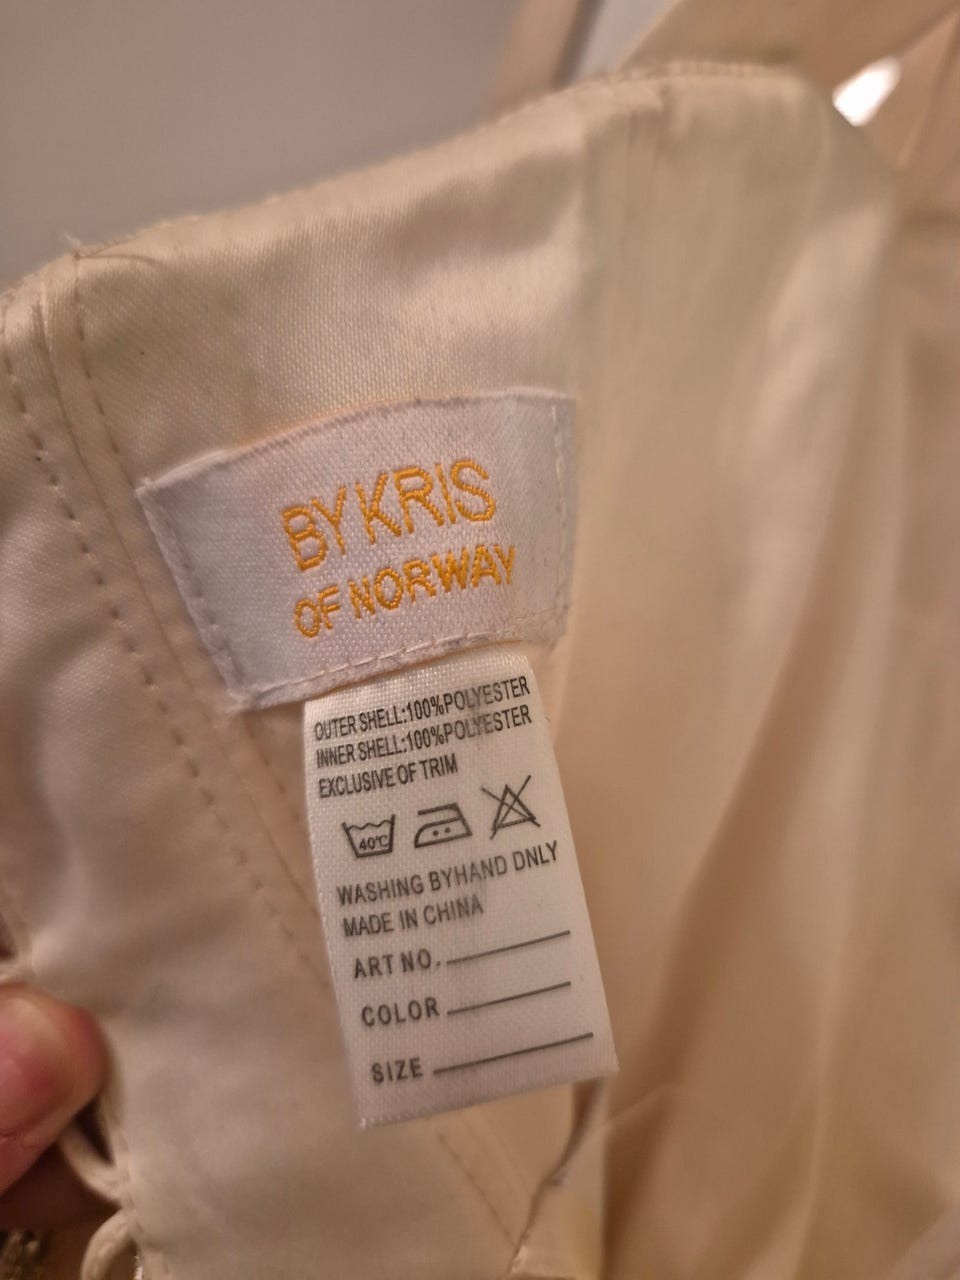 BY KRIS
OF NORWAY
OUTER SHELL:100%POLYESTER
INNER SHELL:100%POLYESTER
EXCLUSIVE OF TRIM
40℃
WASHING BYHAND DNLY
MADE IN CHINA
ART NO.
COLOR
SIZE